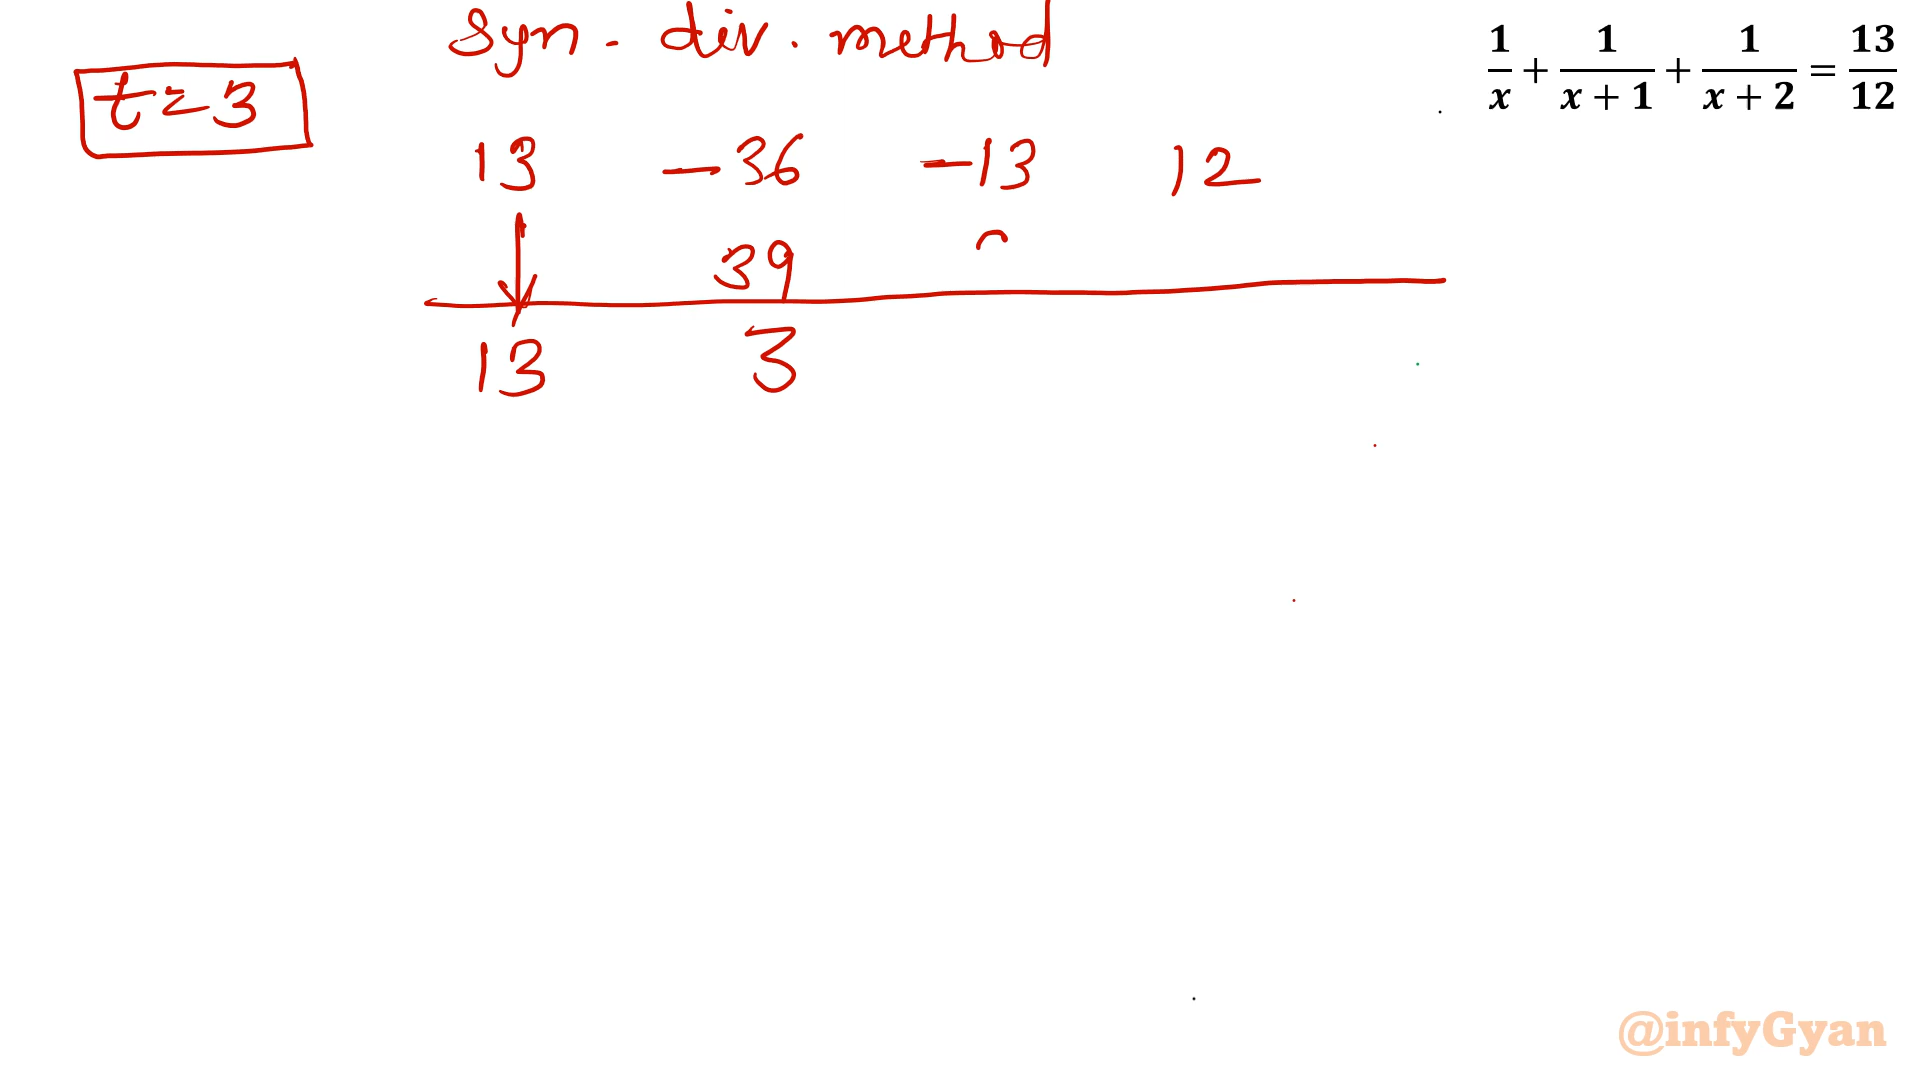 Syn. div. method
1/x + 1/(x + 1) + 1/(x + 2) = 13/12
t = 3
13 -36 -13 12
39
13 3
@infyGyan